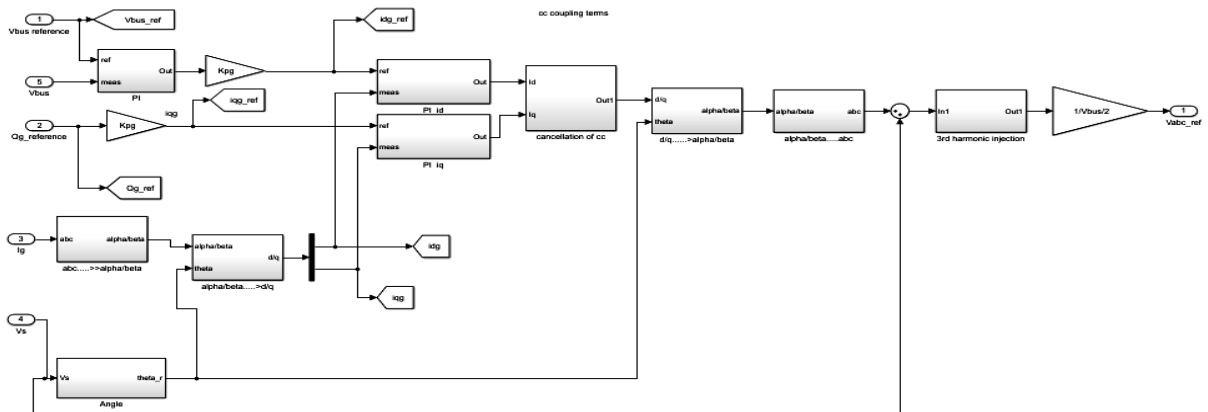 cc coupling terms
1
Vbus reference
Vbus_ref
idg_ref
ref
meas
Out
PI
Kpg
5
Vbus
iqg
iqg_ref
2
Qg_reference
Kpg
Qg_ref
ref
meas
Out
PI_id
ref
meas
Out
PI_iq
Id
Iq
Out1
cancellation of cc
d/q
theta
alpha/beta
d/q......>alpha/beta
alpha/beta
abc
alpha/beta.....abc
In1
Out1
3rd harmonic injection
1/Vbus/2
1
Vabc_ref
3
Ig
abc
alpha/beta
abc.....>>alpha/beta
alpha/beta
theta
d/q
alpha/beta.....>d/q
idg
iqg
4
Vs
Vs
theta_r
Angle